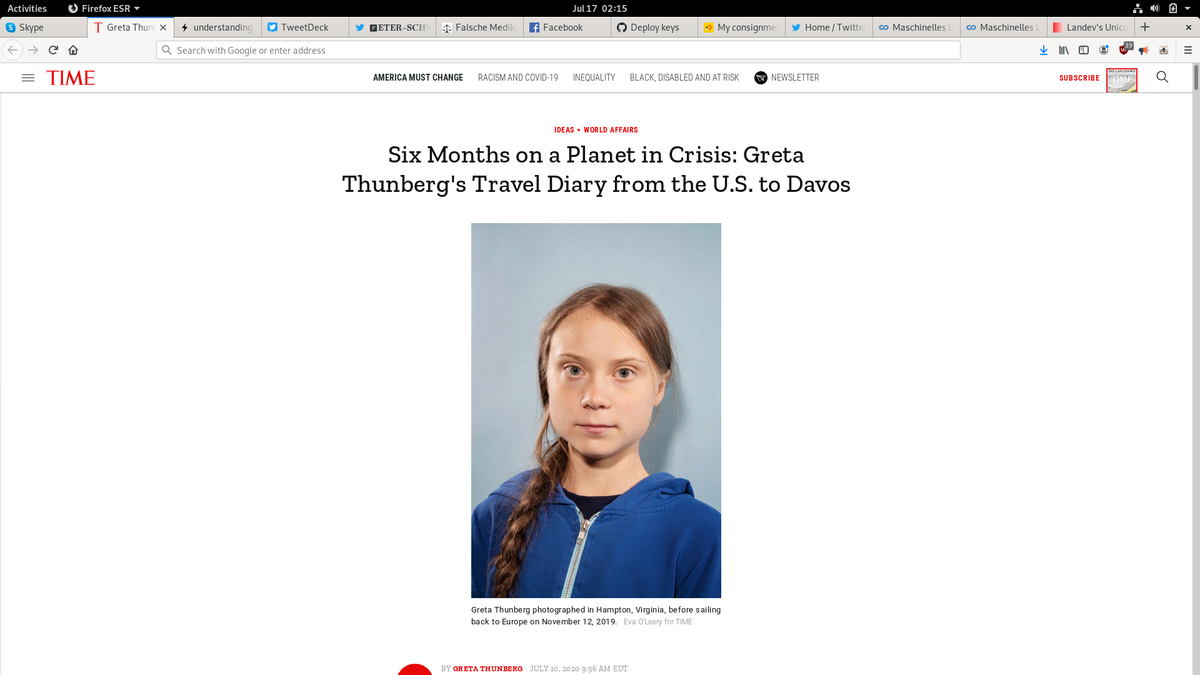 Activities Firefox ESR Jul 17 02:15
Skype Greta Thun understanding TweetDeck 🅿ETER-SCH Falsche Medik Facebook Deploy keys My consignme Home / Twitte Maschinelles L Maschinelles L Landev's Unico
Search with Google or enter address
TIME AMERICA MUST CHANGE RACISM AND COVID-19 INEQUALITY BLACK, DISABLED AND AT RISK NEWSLETTER SUBSCRIBE
IDEAS • WORLD AFFAIRS
Six Months on a Planet in Crisis: Greta
Thunberg's Travel Diary from the U.S. to Davos
Greta Thunberg photographed in Hampton, Virginia, before sailing
back to Europe on November 12, 2019. Eva O'Leary for TIME
BY GRETA THUNBERG JULY 10, 2020 9:56 AM EDT